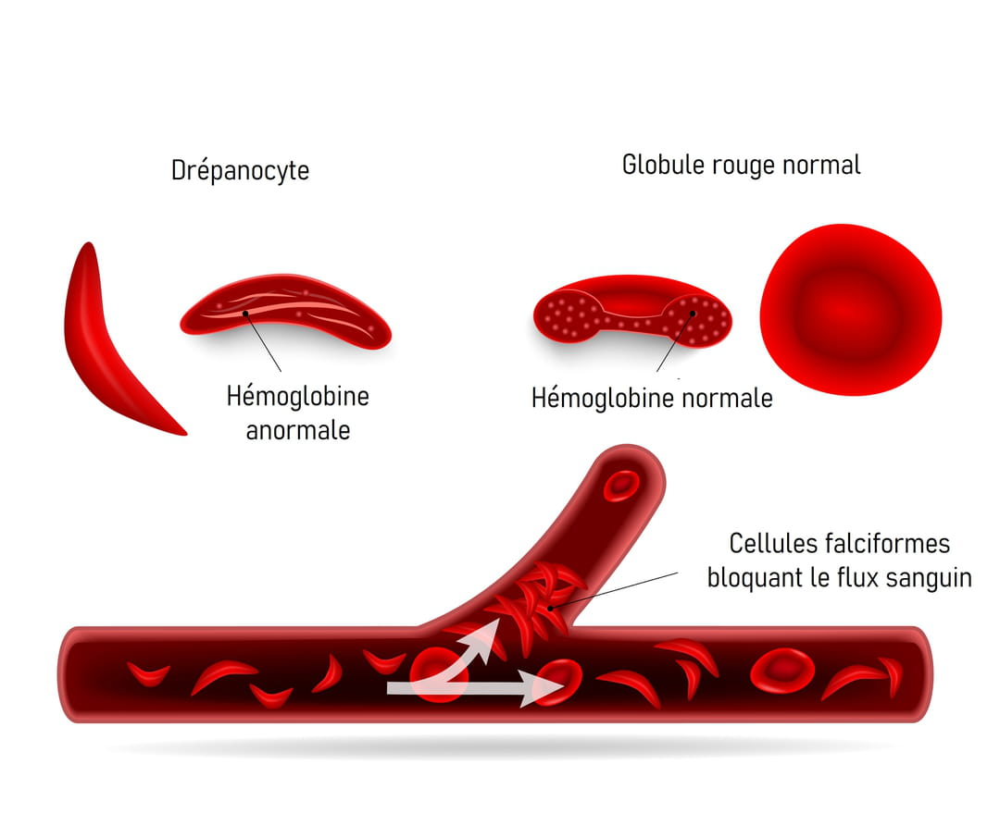 Drépanocyte
Globule rouge normal
Hémoglobine
anormale
Hémoglobine normale
Cellules falciformes
bloquant le flux sanguin